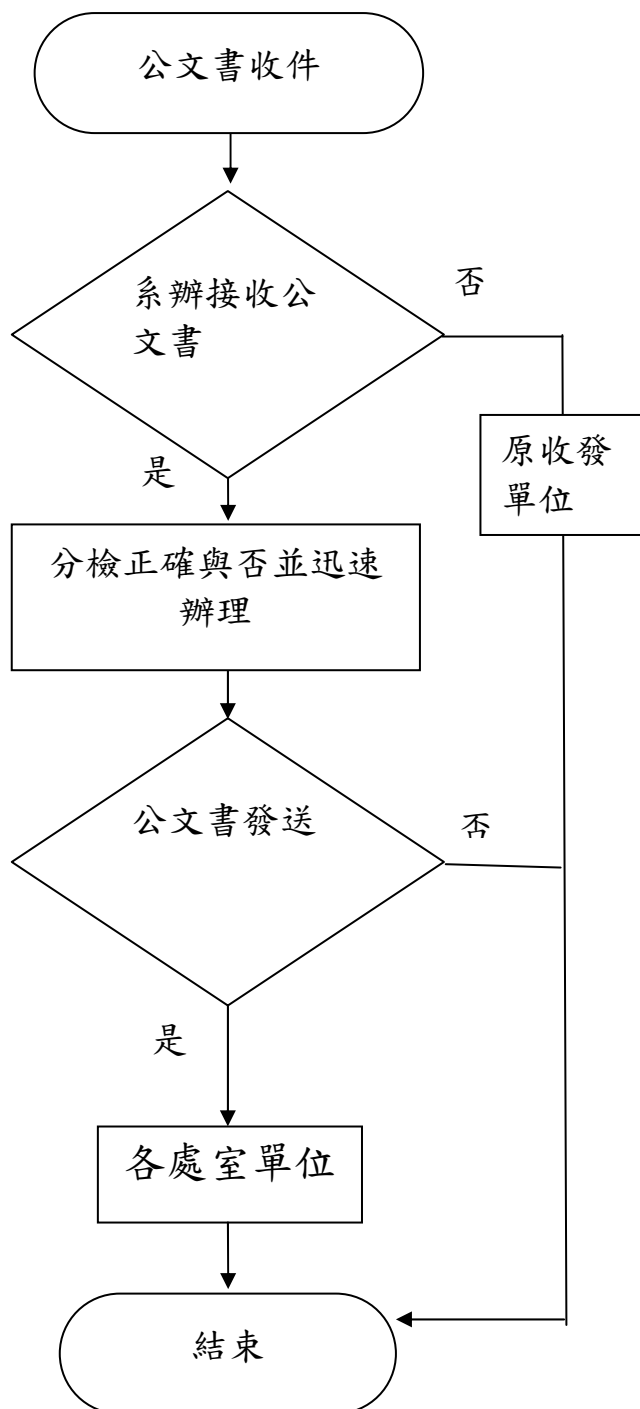 公文書收件
系辦接收公
文書
否
是
原收發
單位
分檢正確與否並迅速
辦理
公文書發送
否
是
各處室單位
結束